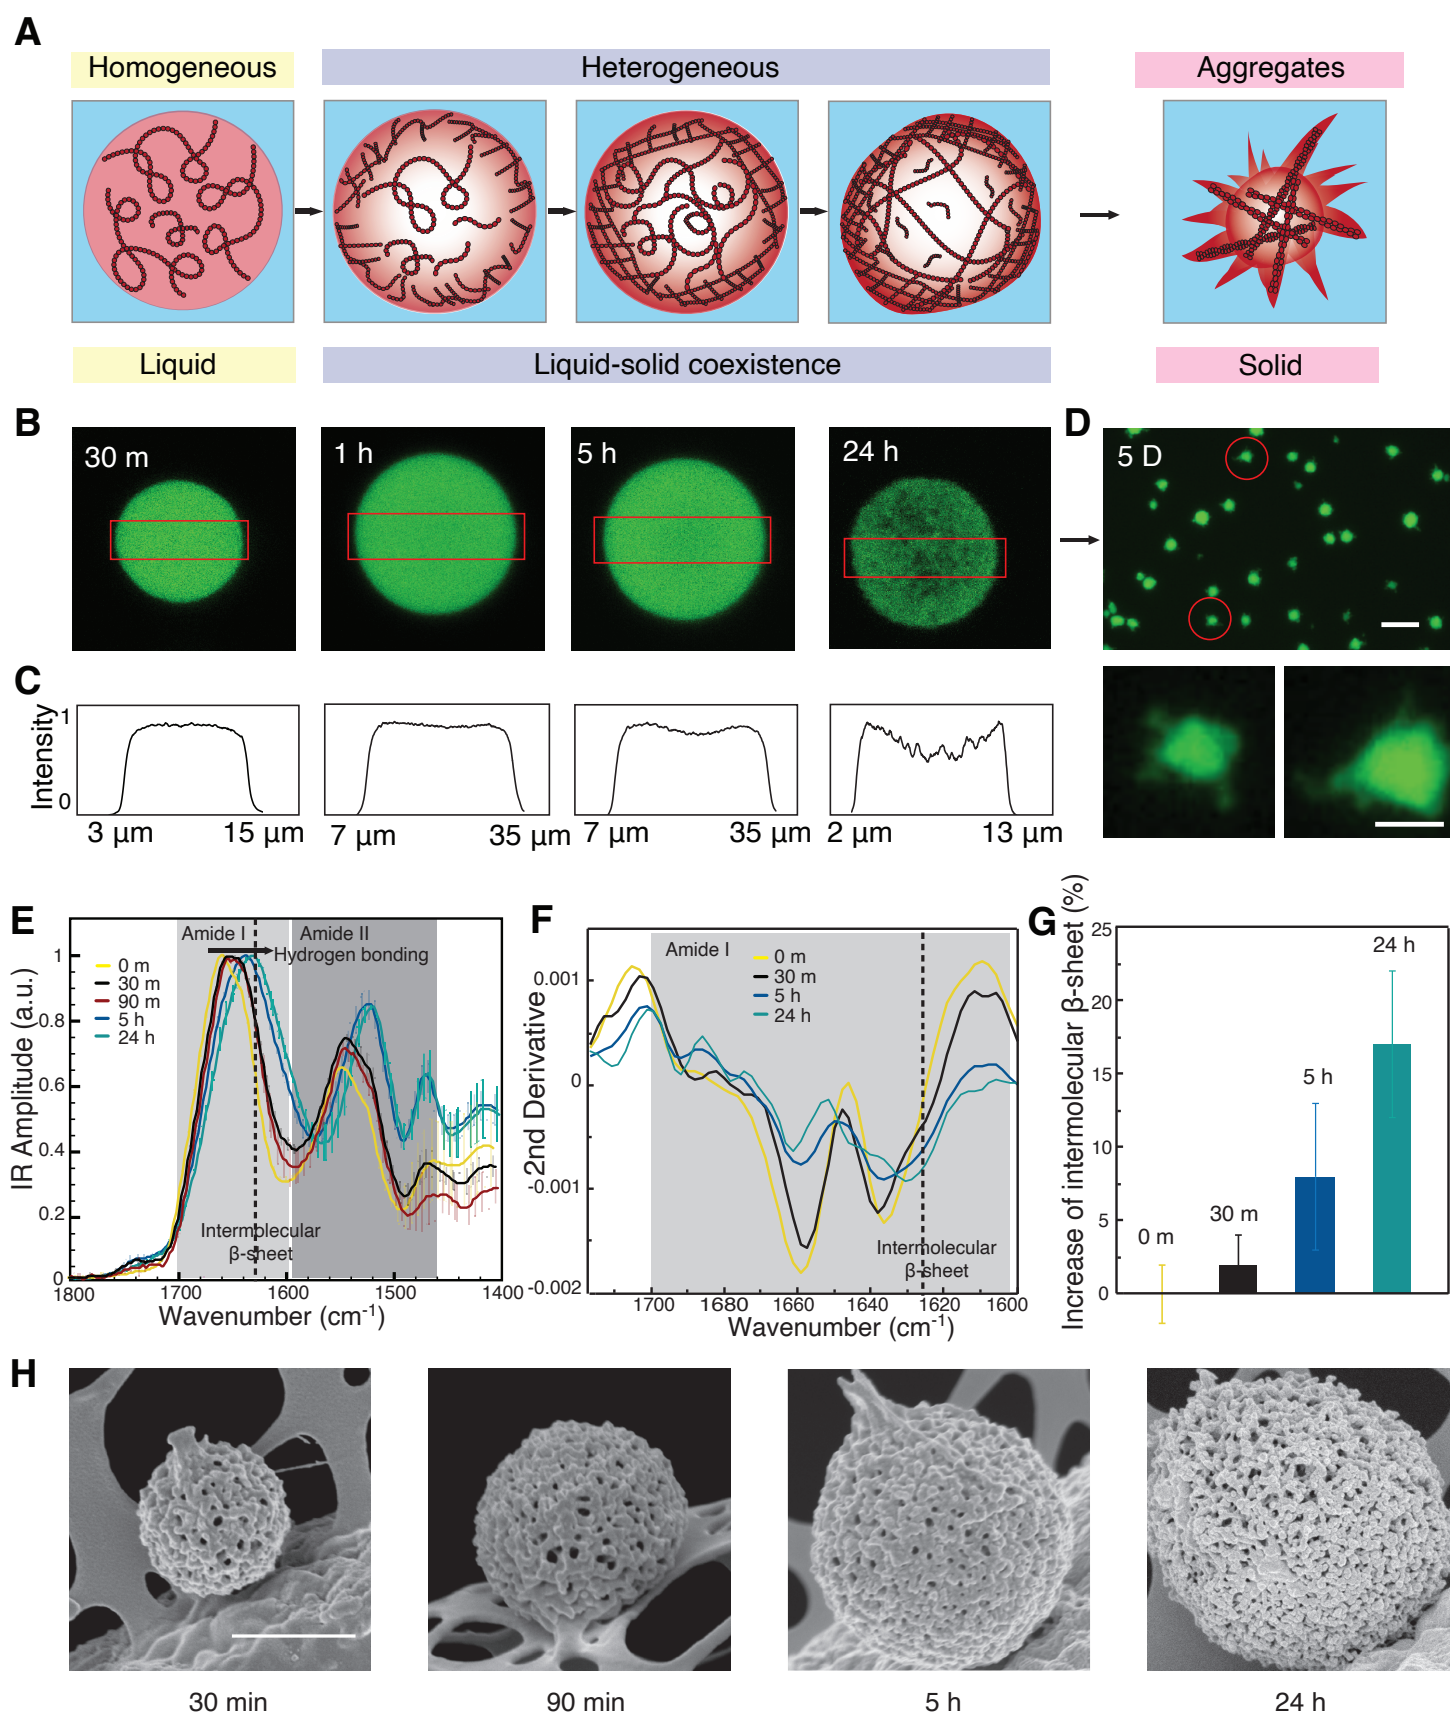 A
Homogeneous
Heterogeneous
Aggregates
Liquid
Liquid-solid coexistence
Solid
B
30 m
1 h
5 h
24 h
D
5 D
C
Intensity
1
0
3 µm
15 µm
7 µm
35 µm
7 µm
35 µm
2 µm
13 µm
E
IR Amplitude (a.u.)
1
0.8
0.6
0.4
0.2
0
Amide I
Amide II
Hydrogen bonding
0 m
30 m
90 m
5 h
24 h
Intermolecular
β-sheet
1800
1700
1600
1500
1400
Wavenumber (cm-1)
F
2nd Derivative
0.001
0
-0.001
-0.002
Amide I
0 m
30 m
5 h
24 h
Intermolecular
β-sheet
1700
1680
1660
1640
1620
1600
Wavenumber (cm-1)
G
Increase of intermolecular β-sheet (%)
25
20
15
10
5
0
0 m
30 m
5 h
24 h
H
30 min
90 min
5 h
24 h